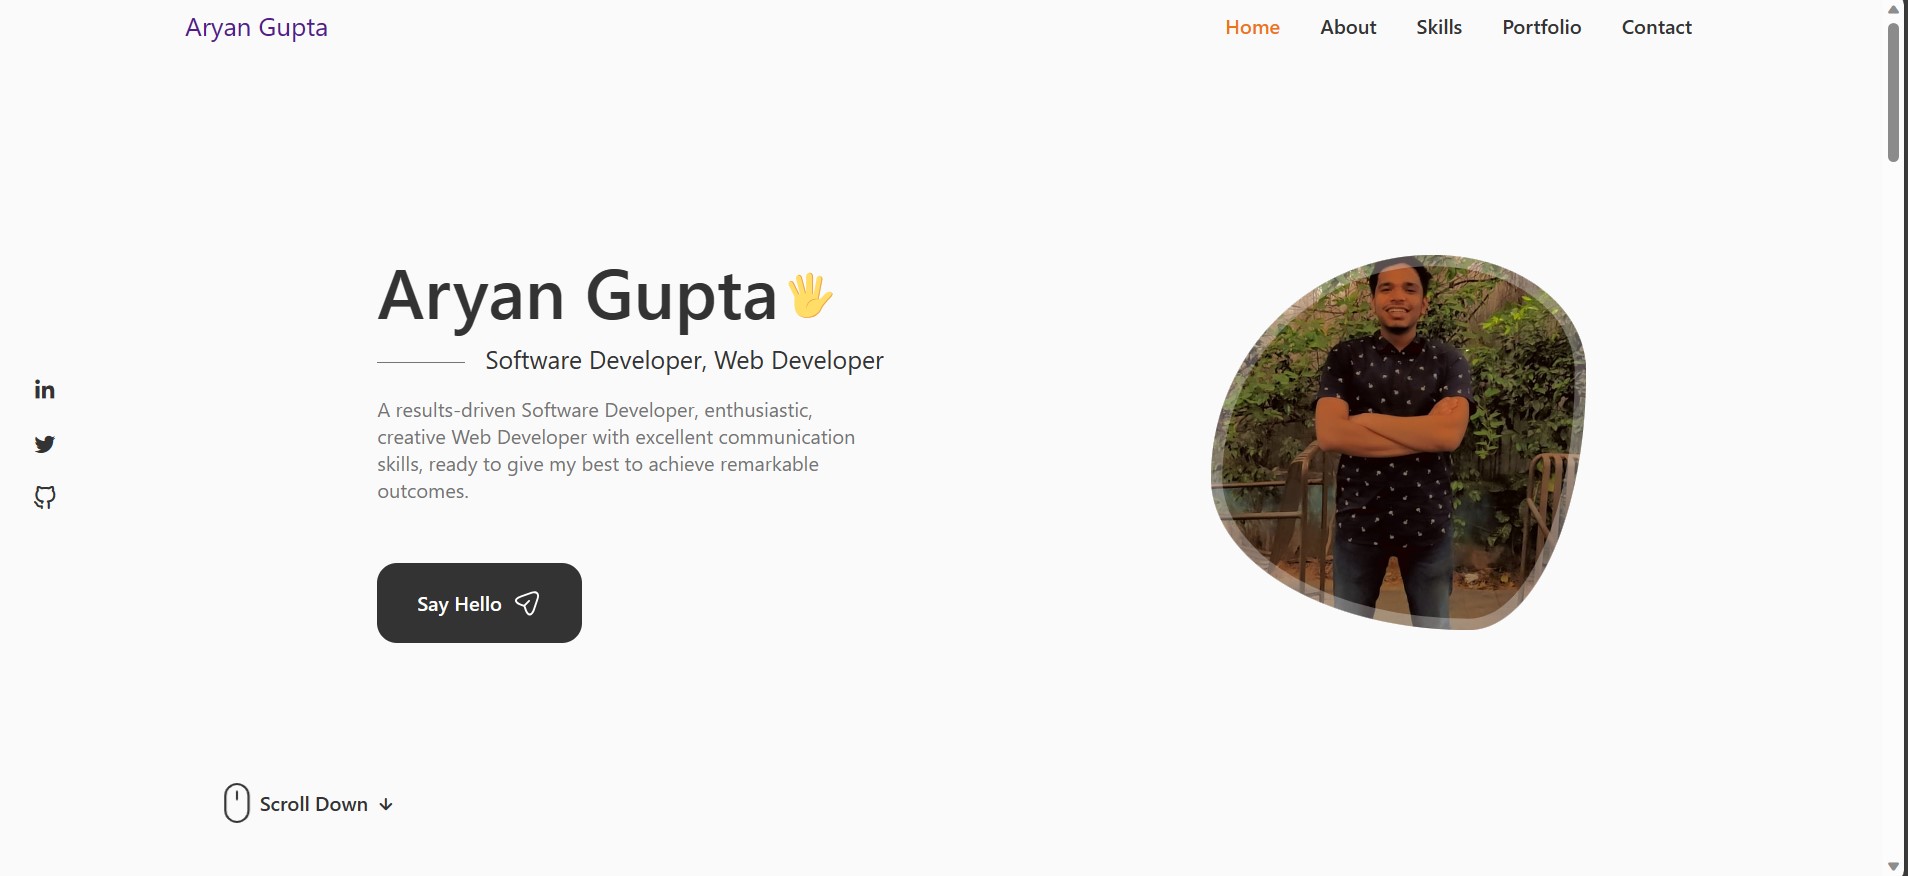 Aryan Gupta
Home About Skills Portfolio Contact
Aryan Gupta🖐
Software Developer, Web Developer
A results-driven Software Developer, enthusiastic,
creative Web Developer with excellent communication
skills, ready to give my best to achieve remarkable
outcomes.
Say Hello
Scroll Down ↓